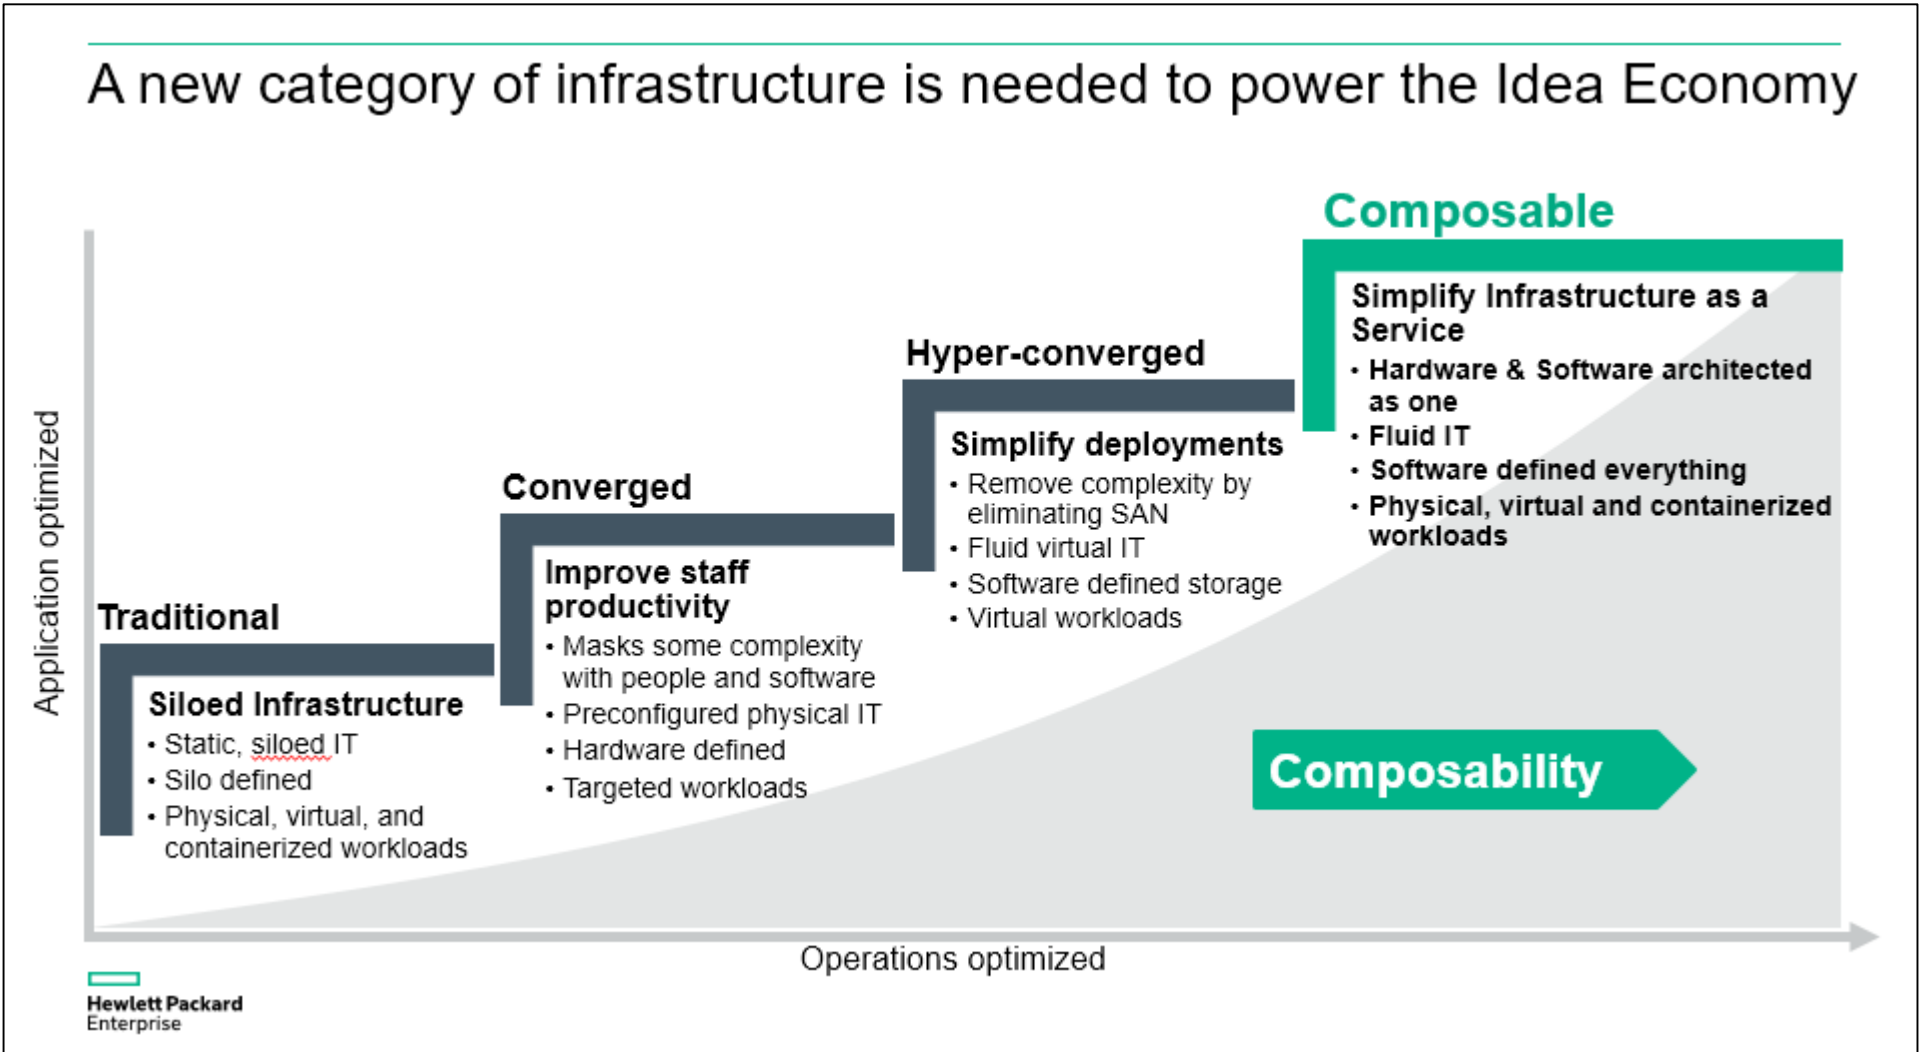 A new category of infrastructure is needed to power the Idea Economy
Application optimized
Traditional
Siloed Infrastructure
• Static, siloed IT
• Silo defined
• Physical, virtual, and
containerized workloads
Converged
Improve staff
productivity
• Masks some complexity
with people and software
• Preconfigured physical IT
• Hardware defined
• Targeted workloads
Hyper-converged
Simplify deployments
• Remove complexity by
eliminating SAN
• Fluid virtual IT
• Software defined storage
• Virtual workloads
Composable
Simplify Infrastructure as a
Service
• Hardware & Software architected
as one
• Fluid IT
• Software defined everything
• Physical, virtual and containerized
workloads
Composability
Operations optimized
Hewlett Packard
Enterprise